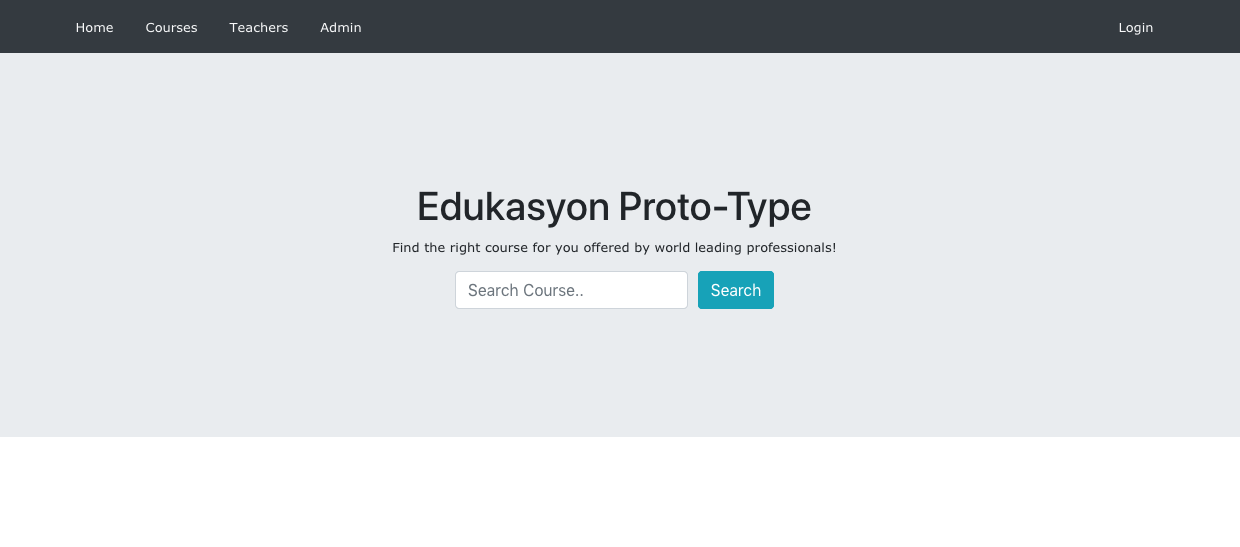 Home Courses Teachers Admin Login
Edukasyon Proto-Type
Find the right course for you offered by world leading professionals!
Search Course.. Search